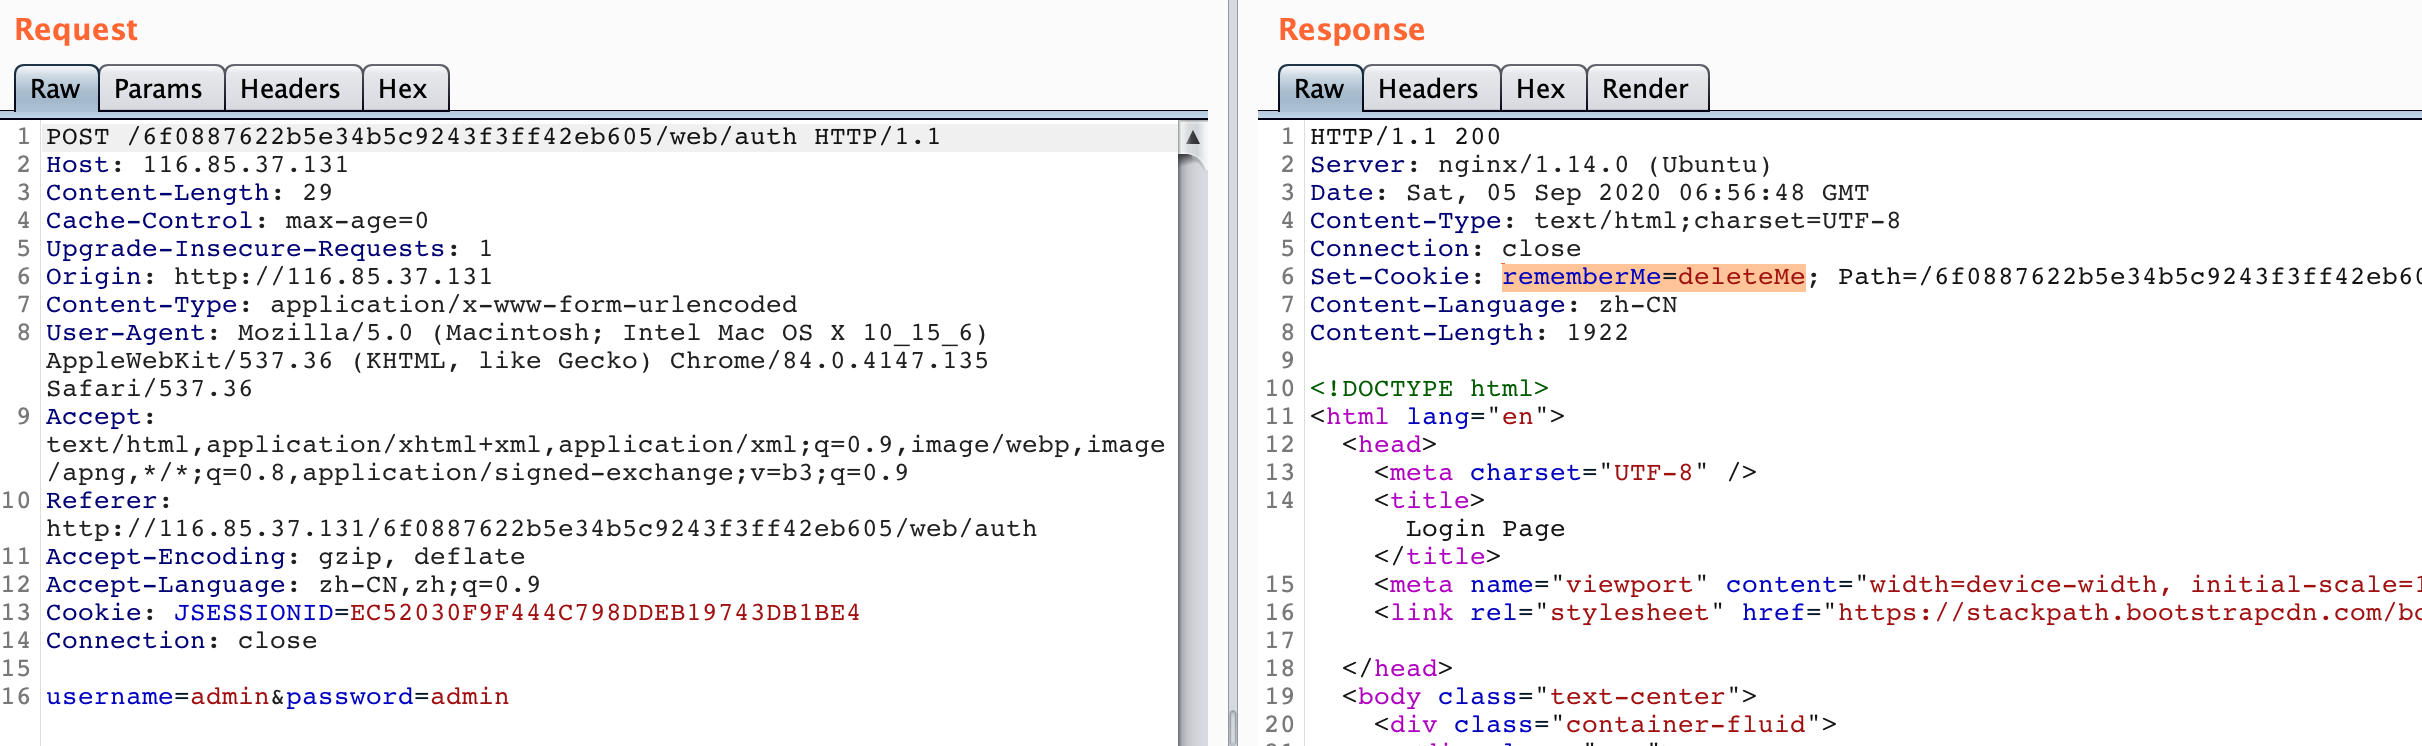 Request
Raw Params Headers Hex
1 POST /6f0887622b5e34b5c9243f3ff42eb605/web/auth HTTP/1.1
2 Host: 116.85.37.131
3 Content-Length: 29
4 Cache-Control: max-age=0
5 Upgrade-Insecure-Requests: 1
6 Origin: http://116.85.37.131
7 Content-Type: application/x-www-form-urlencoded
8 User-Agent: Mozilla/5.0 (Macintosh; Intel Mac OS X 10_15_6)
AppleWebKit/537.36 (KHTML, like Gecko) Chrome/84.0.4147.135
Safari/537.36
9 Accept:
text/html,application/xhtml+xml,application/xml;q=0.9,image/webp,image
/apng,*/*;q=0.8,application/signed-exchange;v=b3;q=0.9
10 Referer:
http://116.85.37.131/6f0887622b5e34b5c9243f3ff42eb605/web/auth
11 Accept-Encoding: gzip, deflate
12 Accept-Language: zh-CN,zh;q=0.9
13 Cookie: JSESSIONID=EC52030F9F444C798DDEB19743DB1BE4
14 Connection: close
15
16 username=admin&password=admin
Response
Raw Headers Hex Render
1 HTTP/1.1 200
2 Server: nginx/1.14.0 (Ubuntu)
3 Date: Sat, 05 Sep 2020 06:56:48 GMT
4 Content-Type: text/html;charset=UTF-8
5 Connection: close
6 Set-Cookie: rememberMe=deleteMe; Path=/6f0887622b5e34b5c9243f3ff42eb60
7 Content-Language: zh-CN
8 Content-Length: 1922
9
10 <!DOCTYPE html>
11 <html lang="en">
12 <head>
13 <meta charset="UTF-8" />
14 <title>
Login Page
</title>
15 <meta name="viewport" content="width=device-width, initial-scale=1
16 <link rel="stylesheet" href="https://stackpath.bootstrapcdn.com/bo
17
18 </head>
19 <body class="text-center">
20 <div class="container-fluid">